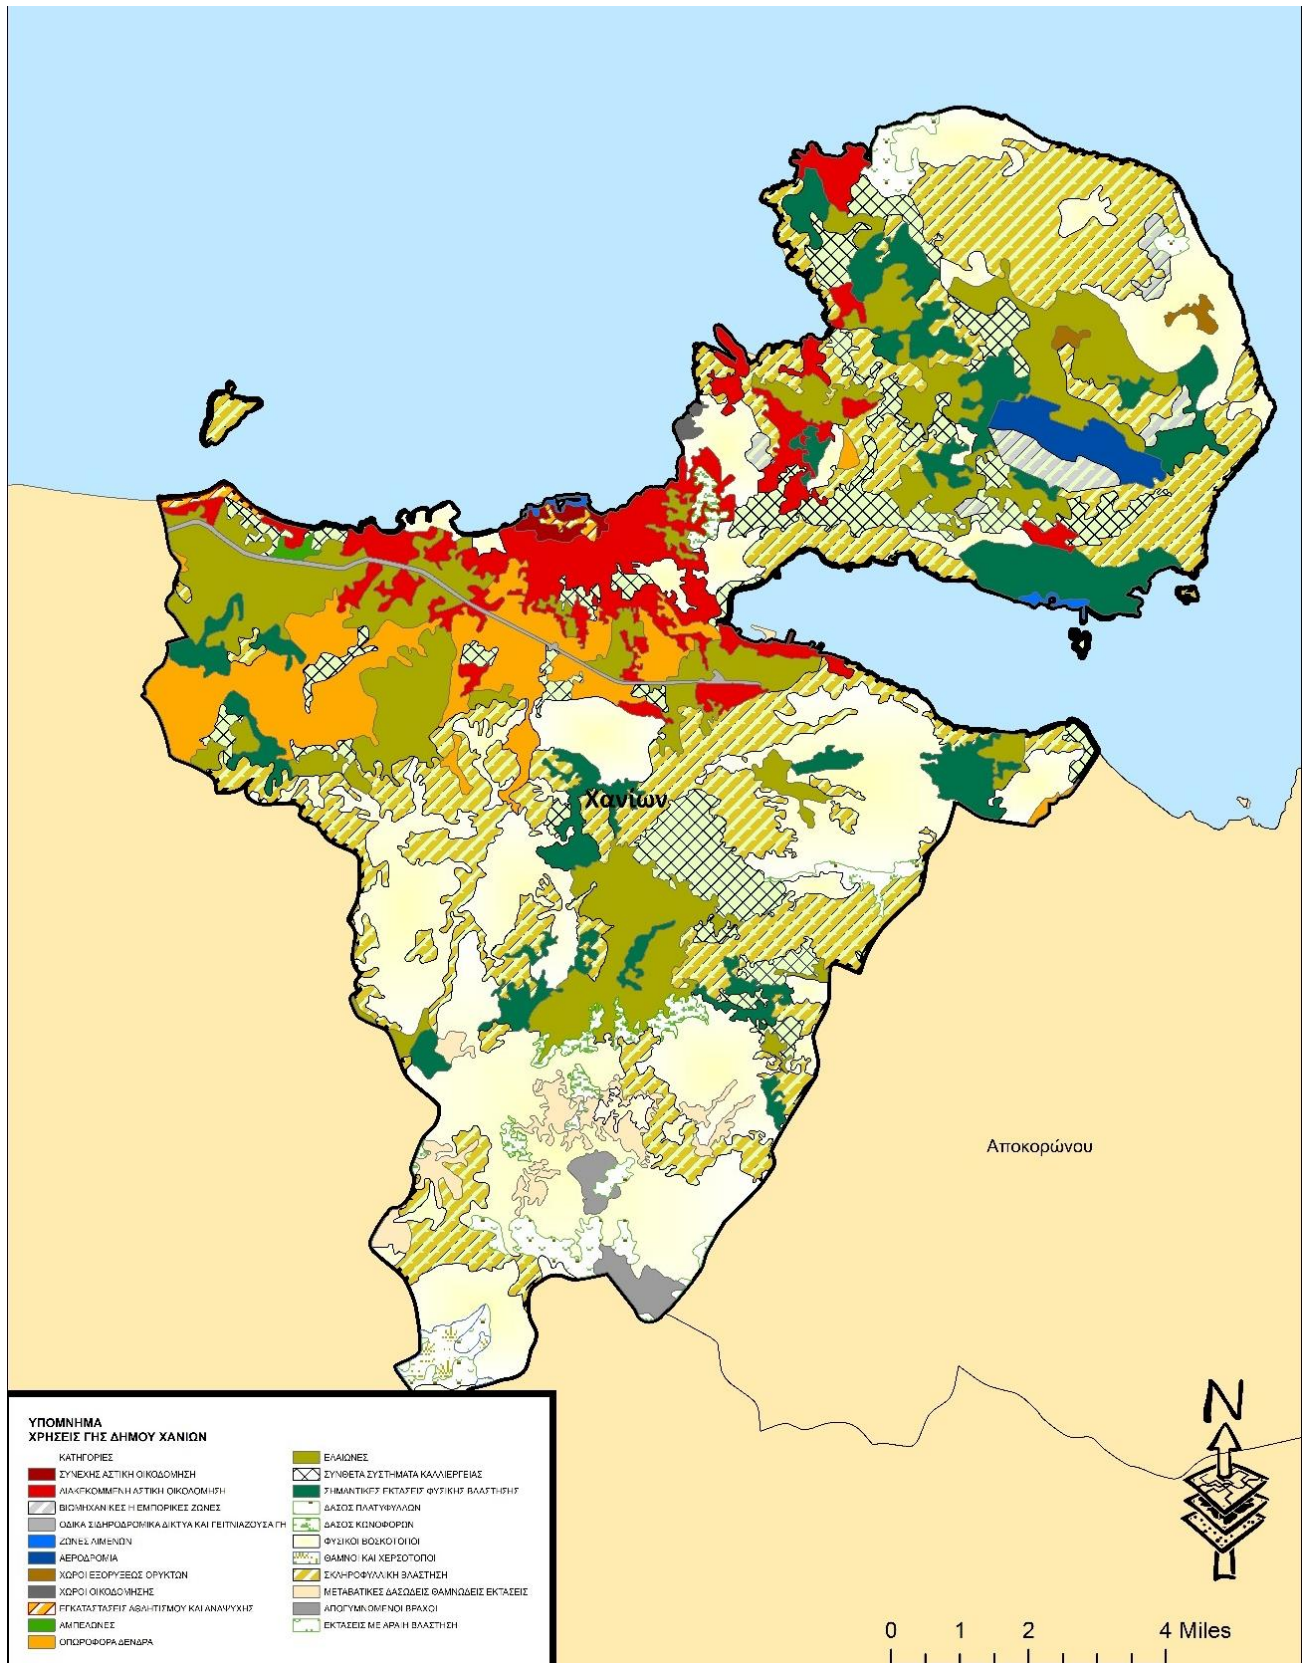 Χανίων
Αποκορώνου
N
ΥΠΟΜΝΗΜΑ
ΧΡΗΣΕΙΣ ΓΗΣ ΔΗΜΟΥ ΧΑΝΙΩΝ
ΚΑΤΗΓΟΡΙΕΣ
ΣΥΝΕΧΗΣ ΑΣΤΙΚΗ ΟΙΚΟΔΟΜΗΣΗ
ΔΙΑΚΕΚΟΜΜΕΝΗ ΑΣΤΙΚΗ ΟΙΚΟΔΟΜΗΣΗ
ΒΙΟΜΗΧΑΝΙΚΕΣ Η ΕΜΠΟΡΙΚΕΣ ΖΩΝΕΣ
ΟΔΙΚΑ ΣΙΔΗΡΟΔΡΟΜΙΚΑ ΔΙΚΤΥΑ ΚΑΙ ΓΕΙΤΝΙΑΖΟΥΣΑ ΓΗ
ΖΩΝΕΣ ΛΙΜΕΝΩΝ
ΑΕΡΟΔΡΟΜΙΑ
ΧΩΡΟΙ ΕΞΟΡΥΞΕΩΣ ΟΡΥΚΤΩΝ
ΧΩΡΟΙ ΟΙΚΟΔΟΜΗΣΗΣ
ΕΓΚΑΤΑΣΤΑΣΕΙΣ ΑΘΛΗΤΙΣΜΟΥ ΚΑΙ ΑΝΑΨΥΧΗΣ
ΑΜΠΕΛΩΝΕΣ
ΟΠΩΡΟΦΟΡΑ ΔΕΝΔΡΑ
ΕΛΑΙΩΝΕΣ
ΣΥΝΘΕΤΑ ΣΥΣΤΗΜΑΤΑ ΚΑΛΛΙΕΡΓΕΙΑΣ
ΣΗΜΑΝΤΙΚΕΣ ΕΚΤΑΣΕΙΣ ΦΥΣΙΚΗΣ ΒΛΑΣΤΗΣΗΣ
ΔΑΣΟΣ ΠΛΑΤΥΦΥΛΛΩΝ
ΔΑΣΟΣ ΚΩΝΟΦΟΡΩΝ
ΦΥΣΙΚΟΙ ΒΟΣΚΟΤΟΠΟΙ
ΘΑΜΝΟΙ ΚΑΙ ΧΕΡΣΟΤΟΠΟΙ
ΣΚΛΗΡΟΦΥΛΛΙΚΗ ΒΛΑΣΤΗΣΗ
ΜΕΤΑΒΑΤΙΚΕΣ ΔΑΣΩΔΕΙΣ ΘΑΜΝΩΔΕΙΣ ΕΚΤΑΣΕΙΣ
ΑΠΟΓΥΜΝΩΜΕΝΟΙ ΒΡΑΧΟΙ
ΕΚΤΑΣΕΙΣ ΜΕ ΑΡΑΙΗ ΒΛΑΣΤΗΣΗ
0 1 2 4 Miles